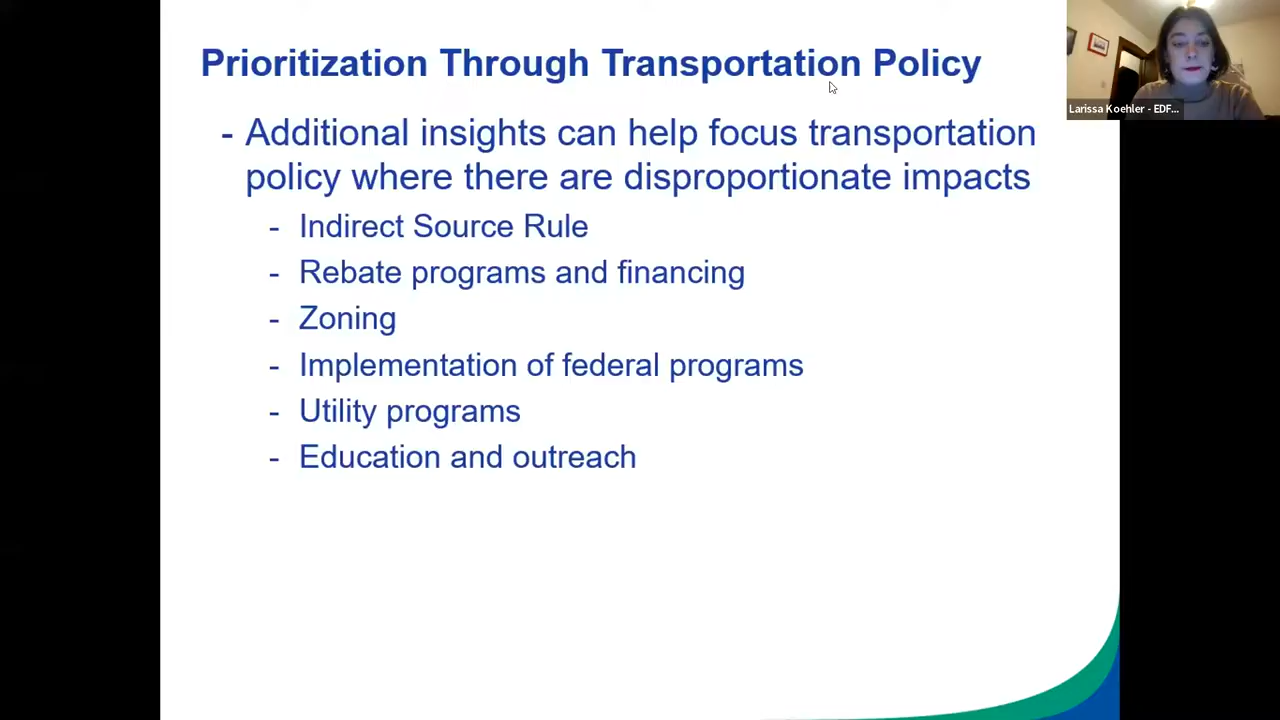 Prioritization Through Transportation Policy
- Additional insights can help focus transportation
policy where there are disproportionate impacts
- Indirect Source Rule
- Rebate programs and financing
- Zoning
- Implementation of federal programs
- Utility programs
- Education and outreach
Larissa Koehler - EDF...